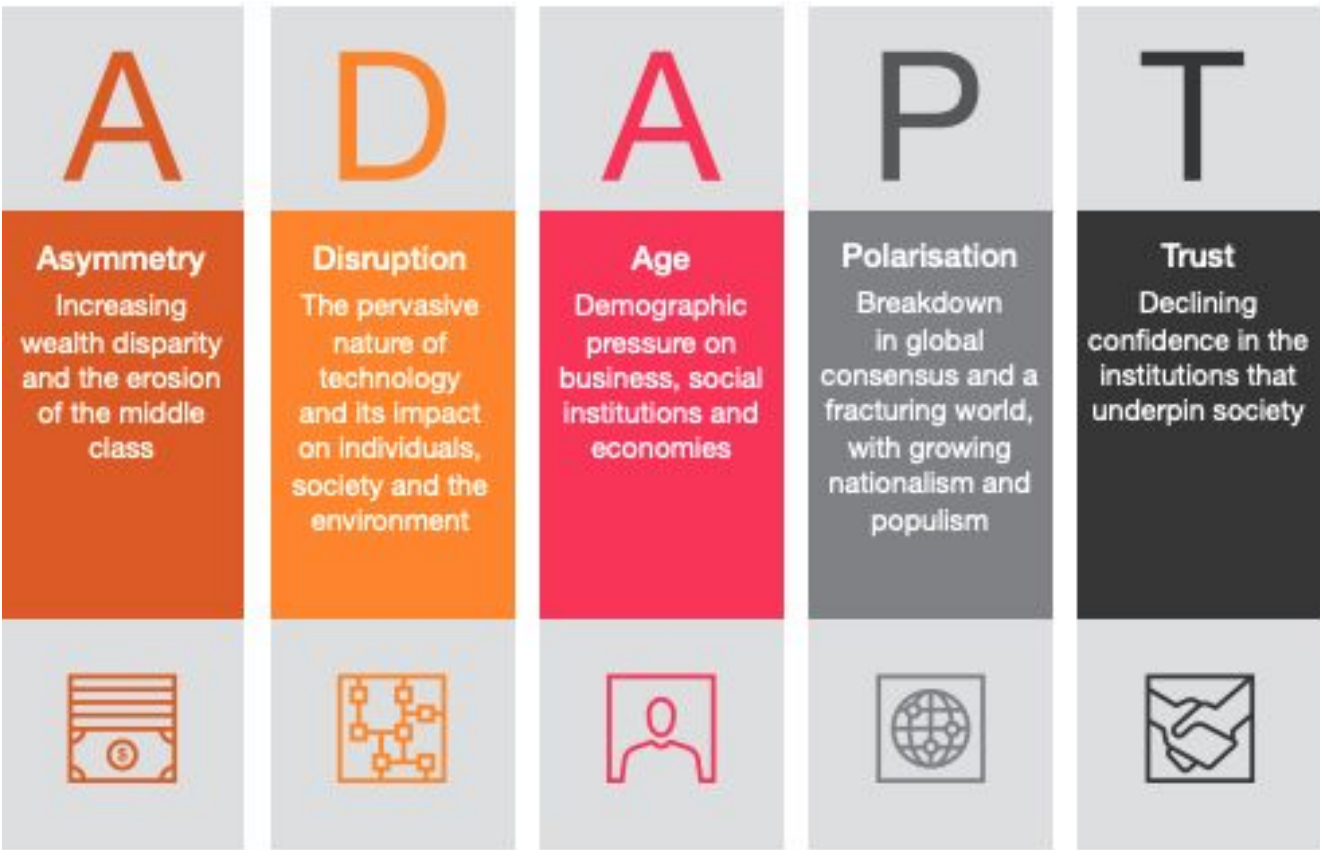 A
D
A
P
T
Asymmetry
Increasing
wealth disparity
and the erosion
of the middle
class
Disruption
The pervasive
nature of
technology
and its impact
on individuals,
society and the
environment
Age
Demographic
pressure on
business, social
institutions and
economies
Polarisation
Breakdown
in global
consensus and a
fracturing world,
with growing
nationalism and
populism
Trust
Declining
confidence in the
institutions that
underpin society
$